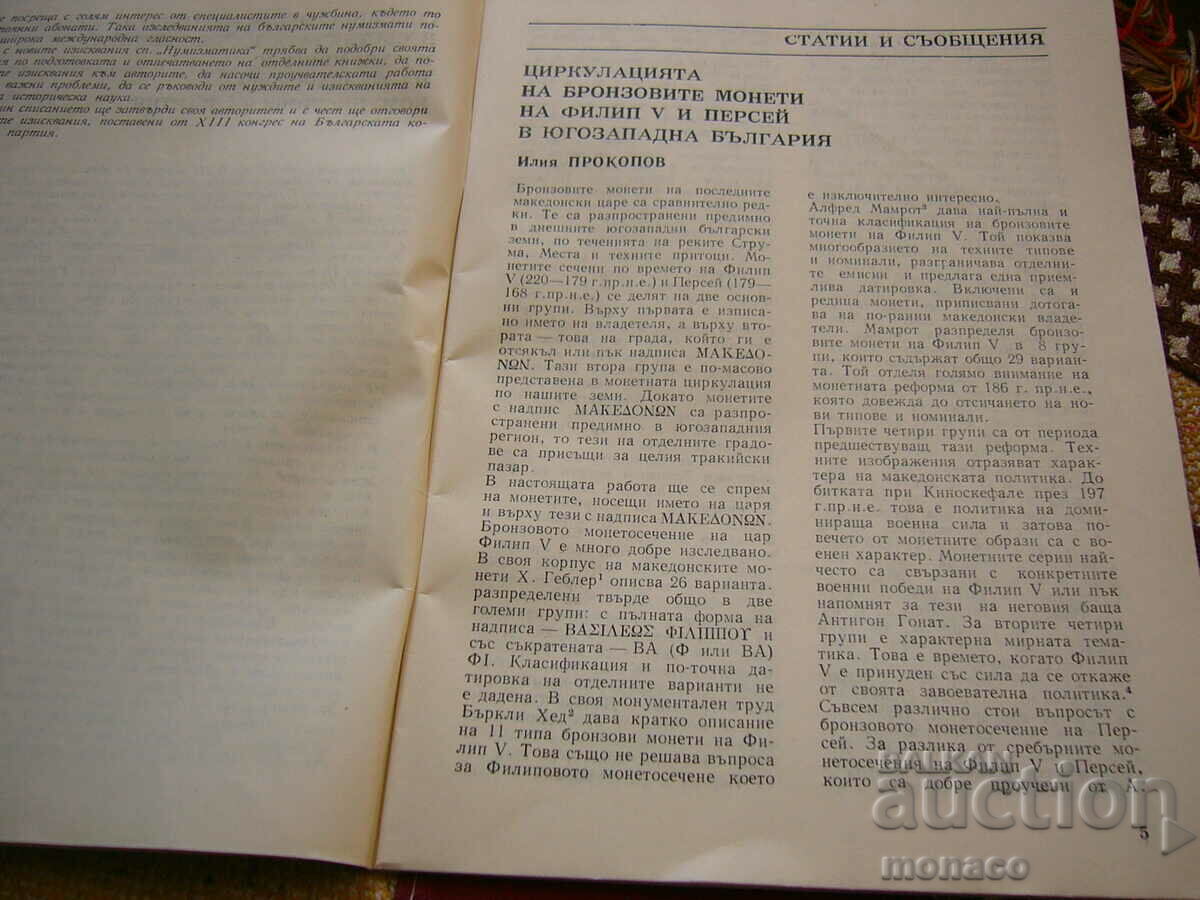 е посреща с голям интерес от специалистите в чужбина, където то
тоянни абонати. Така изследванията на българските нумизмати по-
широка международна гласност.
с новите изисквания сп. „Нумизматика" трябва да подобри своята
я по подготовката и отпечатването на отделните книжки, да по-
те изисквания към авторите, да насочи проучвателската работа
важни проблеми, да се ръководи от нуждите и изискванията на
а историческа наука.
ин списанието ще затвърди своя авторитет и с чест ще отговори
те изисквания, поставени от XIII конгрес на Българската ко-
партия.
СТАТИИ И СЪОБЩЕНИЯ
ЦИРКУЛАЦИЯТА
НА БРОНЗОВИТЕ МОНЕТИ
НА ФИЛИП V И ПЕРСЕЙ
В ЮГОЗАПАДНА БЪЛГАРИЯ
Илия ПРОКОПОВ
Бронзовите монети на последните
македонски царе са сравнително ред-
ки. Те са разпространени предимно
в днешните югозападни български
земи, по теченията на реките Стру-
ма, Места и техните притоци. Мо-
нетите сечени по времето на Филип
V (220—179 г.пр.н.е.) и Персей (179—
168 г.пр.н.е.) се делят на две основ-
ни групи. Върху първата е изписа-
но името на владетеля, а върху вто-
рата — това на града, който ги е
отсякъл или пък надписа ΜΑΚΕΔΟ-
ΝΩΝ. Тази втора група е по-масово
представена в монетната циркулация
по нашите земи. Докато монетите
с надпис ΜΑΚΕΔΟΝΩΝ са разпро-
странени предимно в югозападния
регион, то тези на отделните градо-
ве са присъщи за целия тракийски
пазар.
В настоящата работа ще се спрем
на монетите, носещи името на царя
и върху тези с надписа ΜΑΚΕΔΟΝΩΝ.
Бронзовото монетосечение на цар
Филип V е много добре изследвано.
В своя корпус на македонските мо-
нети Х. Геблер¹ описва 26 варианта.
разпределени твърде общо в две
големи групи: с пълната форма на
надписа — ΒΑΣΙΛΕΩΣ ΦΙΛΙΠΠΟΥ и
със съкратената — ВА (Ф или ВА)
ФІ. Класификация и по-точна да-
тировка на отделните варианти не
е дадена. В своя монументален труд
Бъркли Хед² дава кратко описание
на 11 типа бронзови монети на Фи-
лип V. Това също не решава въпроса
за Филиповото монетосечене което
е изключително интересно.
Алфред Мамрот³ дава най-пълна и
точна класификация на бронзовите
монети на Филип V. Той показва
многообразието на техните типове
и номинали, разграничава отделни-
те емисии и предлага една прием-
лива датировка. Включени са и
редица монети, приписвани дотога-
ва на по-ранни македонски владе-
тели. Мамрот разпределя бронзо-
вите монети на Филип V в 8 гру-
пи, които съдържат общо 29 вариан-
та. Той отделя голямо внимание на
монетната реформа от 186 г. пр.н.е.,
която довежда до отсичането на но-
ви типове и номинали.
Първите четири групи са от периода
предшествуващ тази реформа. Тех-
ните изображения отразяват харак-
тера на македонската политика. До
битката при Киноскефале през 197
г.пр.н.е. това е политика на доми-
нираща военна сила и затова по-
вечето от монетните образи са с во-
енен характер. Монетните серии най-
често са свързани с конкретните
военни победи на Филип V или пък
напомнят за тези на неговия баща
Антигон Гонат. За вторите четири
групи е характерна мирната тема-
тика. Това е времето, когато Филип
V е принуден със сила да се откаже
от своята завоевателна политика.⁴
Съвсем различно стои въпросът с
бронзовото монетосечение на Пер-
сей. За разлика от сребърните мо-
нетосечения на Филип V и Персей,
които са добре проучени от А.
5
BALKAN
auction
monaco